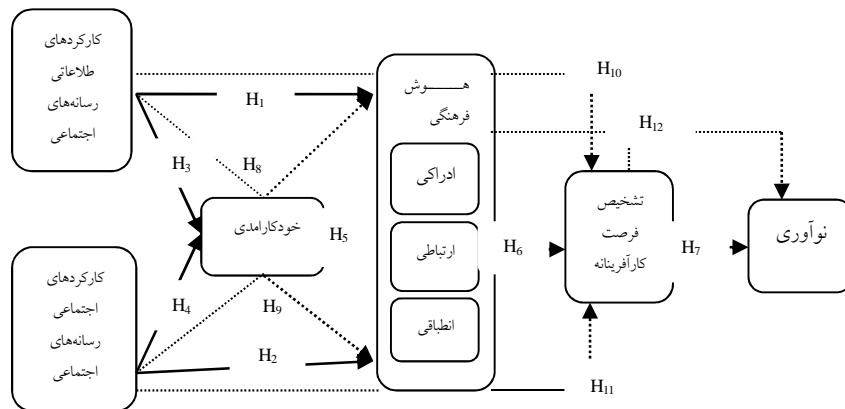 کارکردهای
طلاعاتی
رسانه‌های
اجتماعی
H1
H3
H8
خودکارامدی
H5
H4
H9
H2
کارکردهای
اجتماعی
رسانه‌های
اجتماعی
هـــــوش
فرهنگی
ادراکی
ارتباطی
انطباقی
H6
H10
H12
تشخیص
فرصت
کارآفرینانه
H7
H11
نوآوری